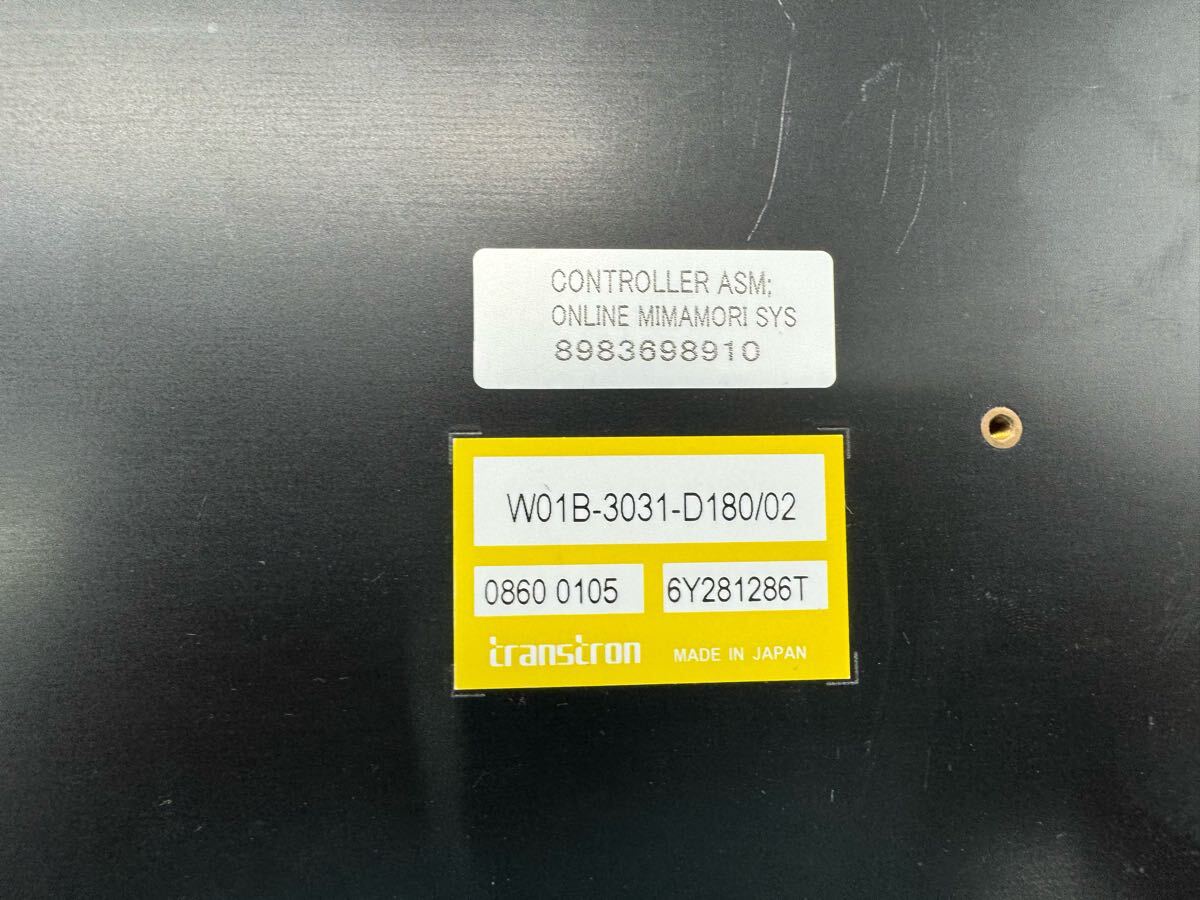 CONTROLLER ASM;
ONLINE MIMAMORI SYS
8983698910
W01B-3031-D180/02
0860 0105 6Y281286T
transtron MADE IN JAPAN